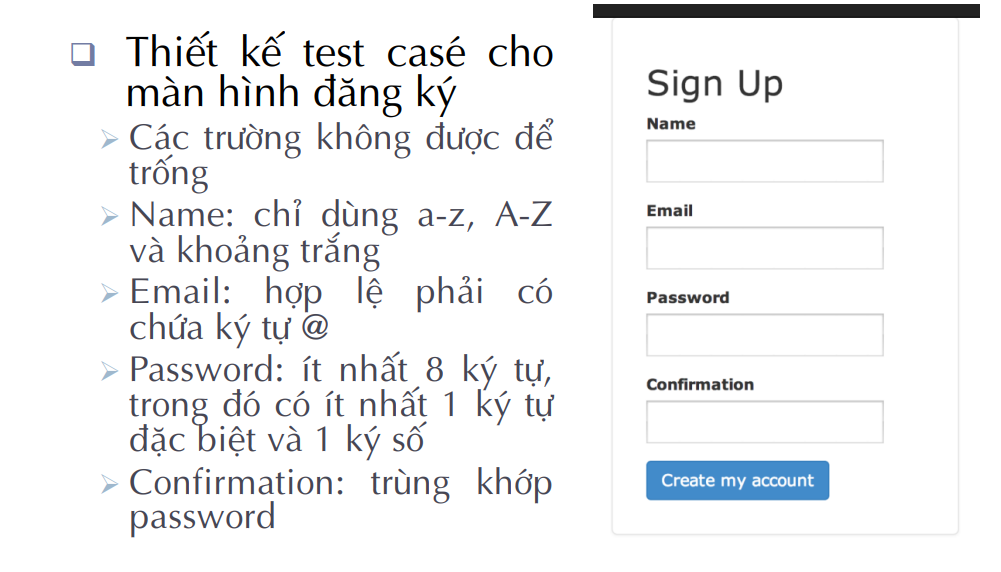 Thiết kế test casé cho
màn hình đăng ký
Các trường không được để
trống
Name: chỉ dùng a-z, A-Z
và khoảng trắng
Email: hợp lệ phải có
chứa ký tự @
Password: ít nhất 8 ký tự,
trong đó có ít nhất 1 ký tự
đặc biệt và 1 ký số
Confirmation: trùng khớp
password
Sign Up
Name
Email
Password
Confirmation
Create my account